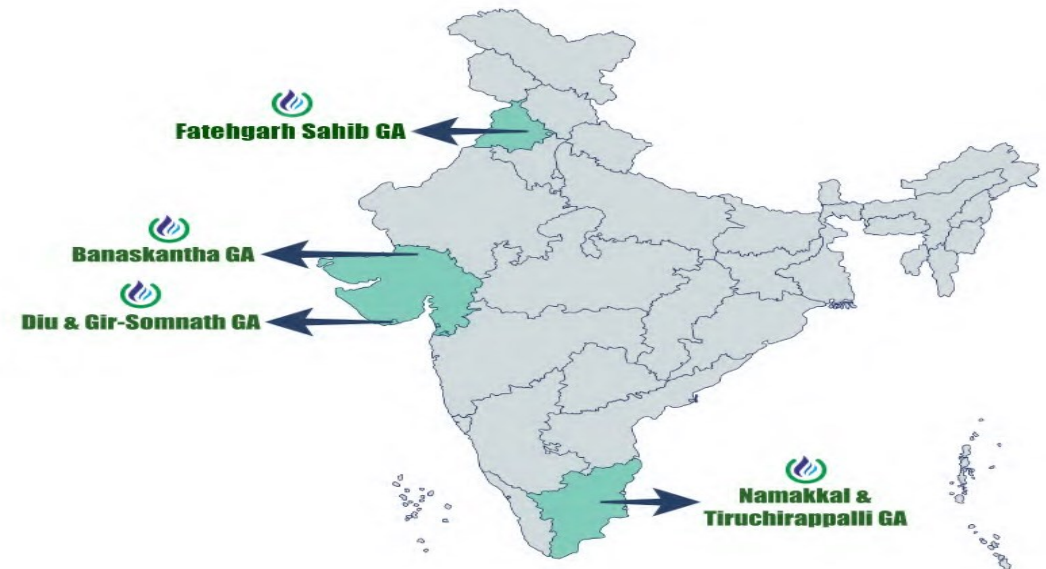 Fatehgarh Sahib GA
Banaskantha GA
Diu & Gir-Somnath GA
Namakkal &
Tiruchirappalli GA